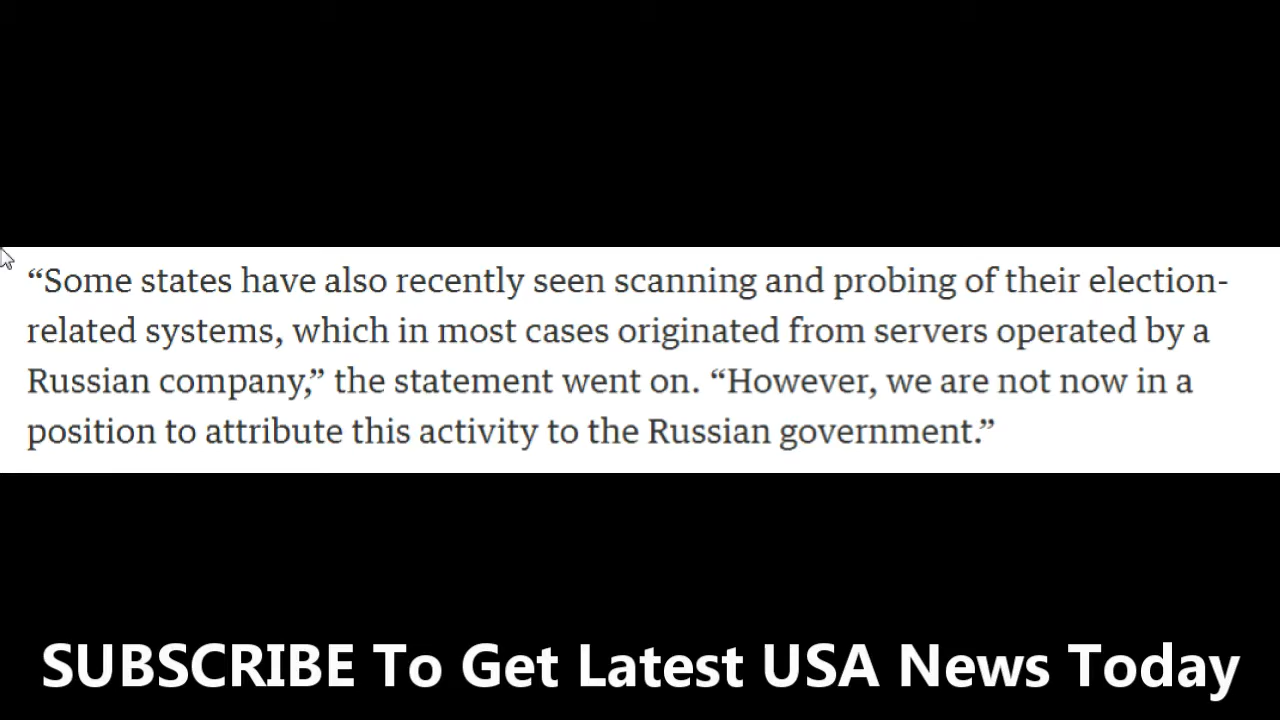 “Some states have also recently seen scanning and probing of their election-
related systems, which in most cases originated from servers operated by a
Russian company,” the statement went on. “However, we are not now in a
position to attribute this activity to the Russian government.”
SUBSCRIBE To Get Latest USA News Today